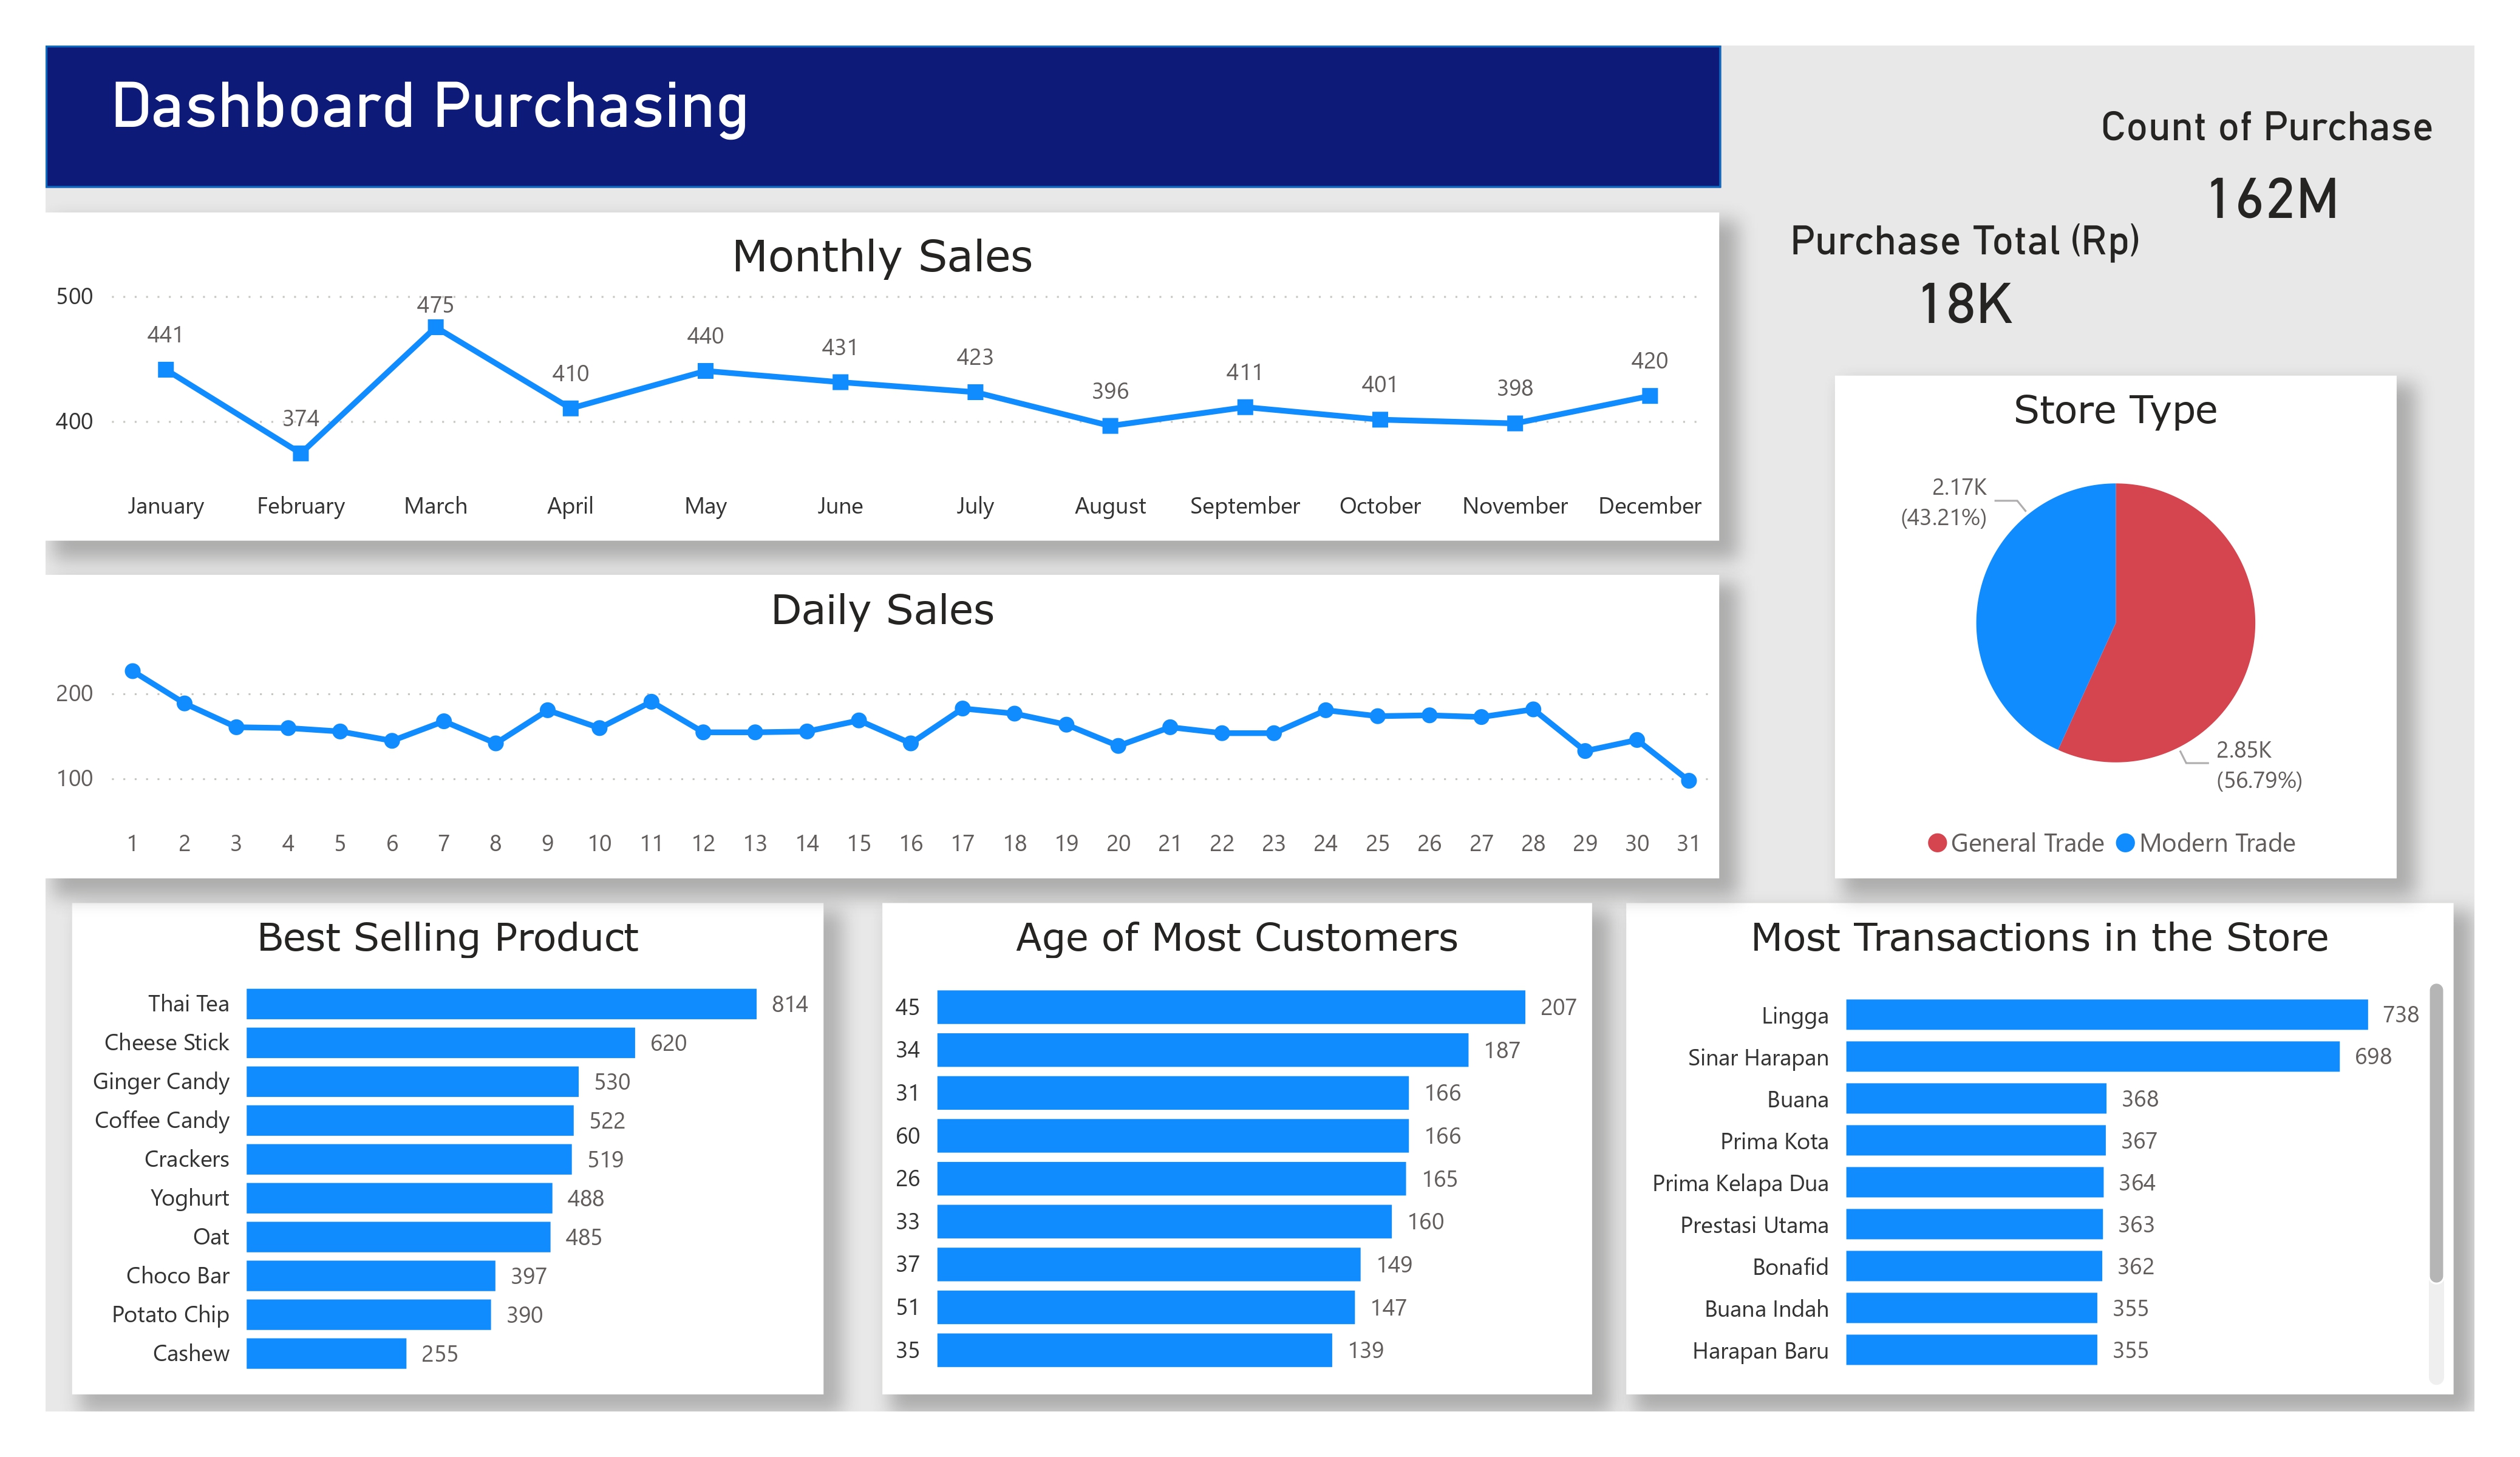 Dashboard Purchasing
Count of Purchase
162M
Purchase Total (Rp)
18K
Monthly Sales
500
400
441
374
475
410
440
431
423
396
411
401
398
420
January February March April May June July August September October November December
Daily Sales
200
100
1 2 3 4 5 6 7 8 9 10 11 12 13 14 15 16 17 18 19 20 21 22 23 24 25 26 27 28 29 30 31
Store Type
2.17K
(43.21%)
2.85K
(56.79%)
General Trade Modern Trade
Best Selling Product
Thai Tea 814
Cheese Stick 620
Ginger Candy 530
Coffee Candy 522
Crackers 519
Yoghurt 488
Oat 485
Choco Bar 397
Potato Chip 390
Cashew 255
Age of Most Customers
45 207
34 187
31 166
60 166
26 165
33 160
37 149
51 147
35 139
Most Transactions in the Store
Lingga 738
Sinar Harapan 698
Buana 368
Prima Kota 367
Prima Kelapa Dua 364
Prestasi Utama 363
Bonafid 362
Buana Indah 355
Harapan Baru 355